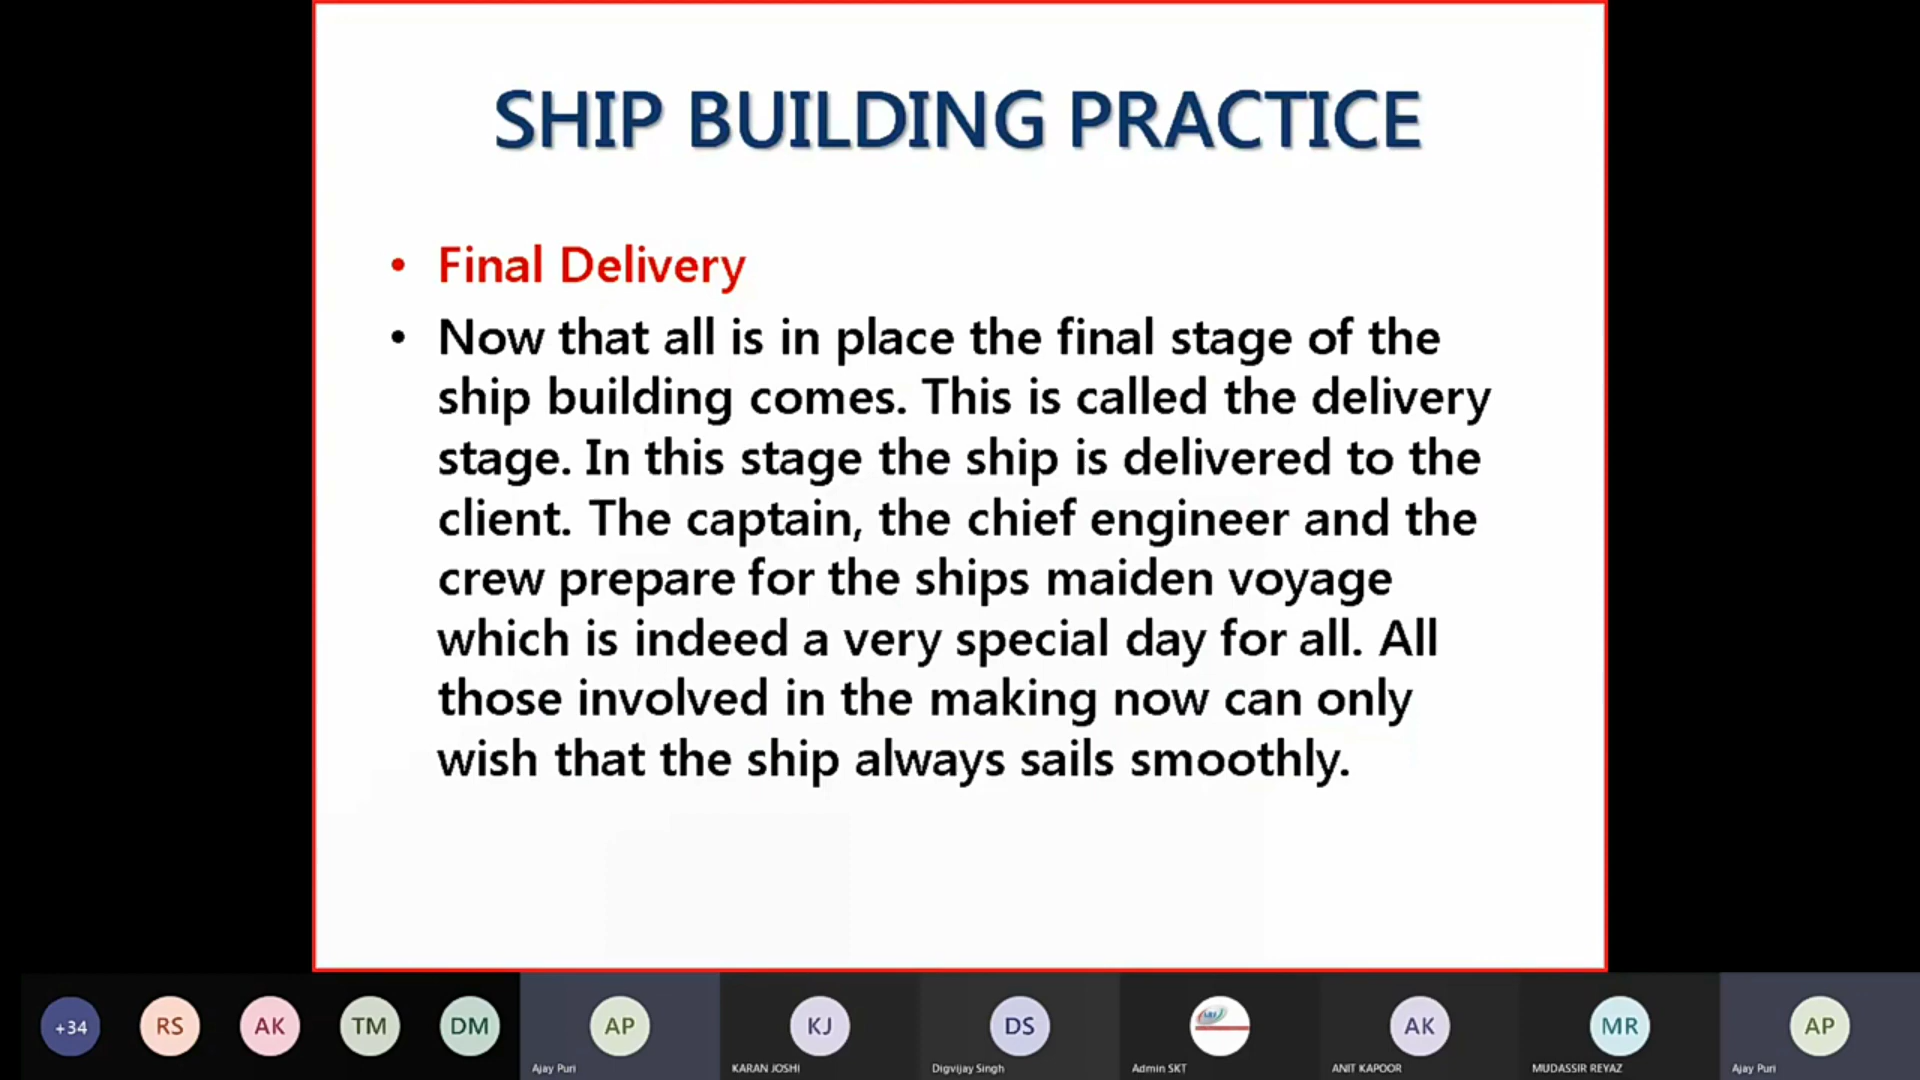 SHIP BUILDING PRACTICE
• Final Delivery
• Now that all is in place the final stage of the
ship building comes. This is called the delivery
stage. In this stage the ship is delivered to the
client. The captain, the chief engineer and the
crew prepare for the ships maiden voyage
which is indeed a very special day for all. All
those involved in the making now can only
wish that the ship always sails smoothly.
+34 RS AK TM DM AP KJ DS AK MR AP
Ajay Puri KARAN JOSHI Digvijay Singh Admin SKT ANIT KAPOOR MUDASSIR REYAZ Ajay Puri